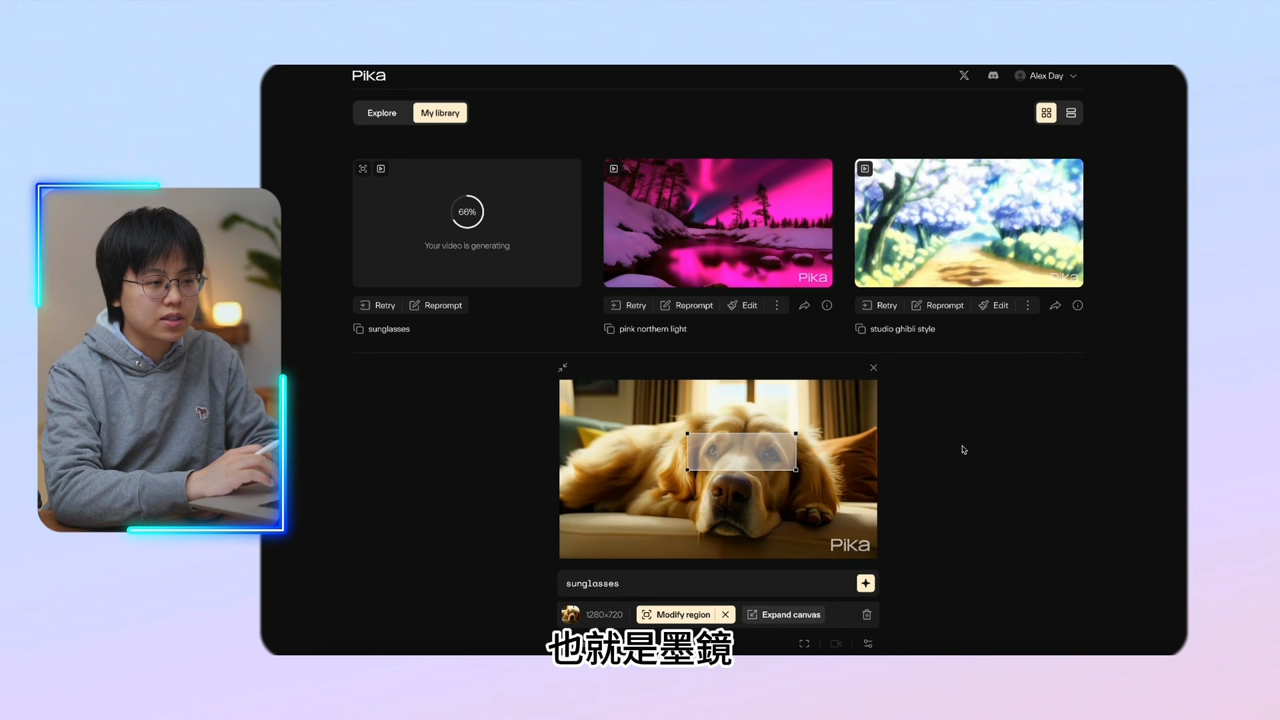 Pika
Alex Day
Explore
My library
66%
Your video is generating
Pika
Pika
Retry
Reprompt
Retry
Reprompt
Edit
Retry
Reprompt
Edit
sunglasses
pink northern light
studio ghibli style
Pika
sunglasses
1280×720
Modify region
Expand canvas
也就是墨鏡